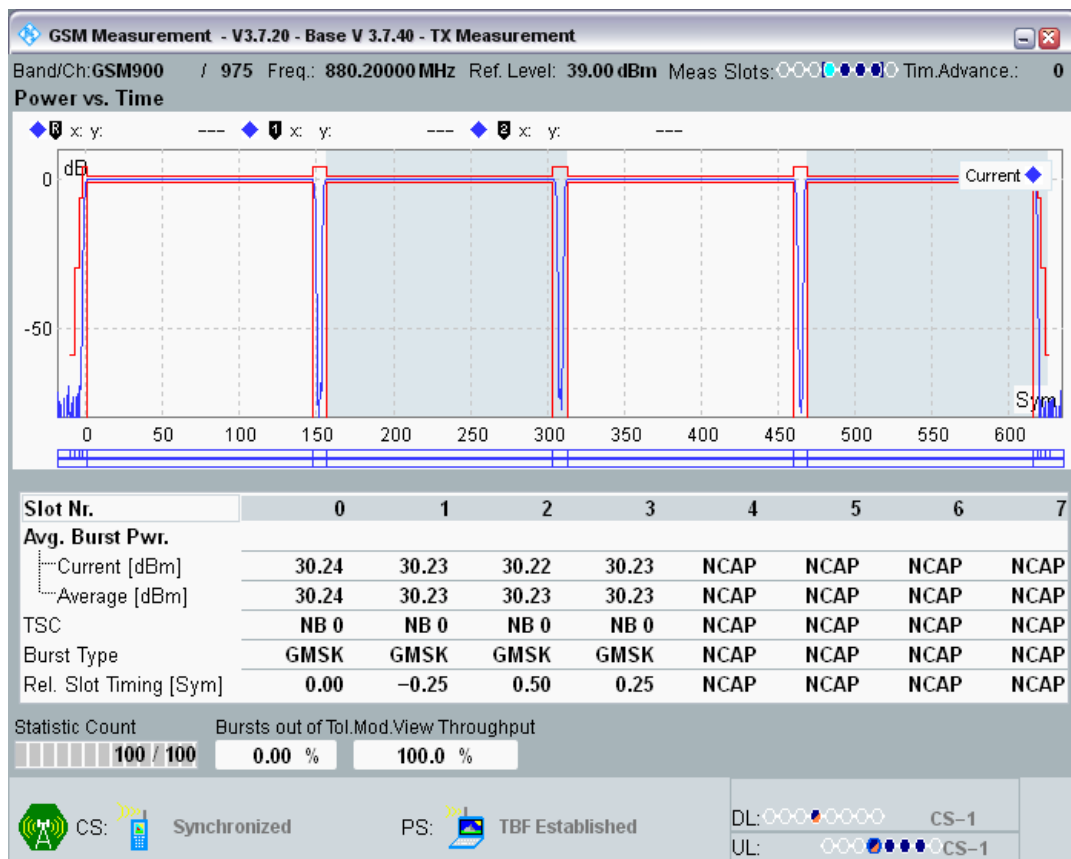 GSM Measurement - V3.7.20 - Base V 3.7.40 - TX Measurement
Band/Ch:GSM900 / 975 Freq.: 880.20000 MHz Ref. Level: 39.00 dBm Meas Slots: Tim.Advance.: 0
Power vs. Time
R x: y: --- 1 x: y: --- 2 x: y: ---
dB
Current
0
-50
Sym
0 50 100 150 200 250 300 350 400 450 500 550 600
Slot Nr. 0 1 2 3 4 5 6 7
Avg. Burst Pwr.
Current [dBm] 30.24 30.23 30.22 30.23 NCAP NCAP NCAP NCAP
Average [dBm] 30.24 30.23 30.23 30.23 NCAP NCAP NCAP NCAP
TSC NB 0 NB 0 NB 0 NB 0 NCAP NCAP NCAP NCAP
Burst Type GMSK GMSK GMSK GMSK NCAP NCAP NCAP NCAP
Rel. Slot Timing [Sym] 0.00 −0.25 0.50 0.25 NCAP NCAP NCAP NCAP
Statistic Count Bursts out of Tol.Mod.View Throughput
100 / 100 0.00 % 100.0 %
CS: Synchronized PS: TBF Established
DL: CS−1
UL: CS−1